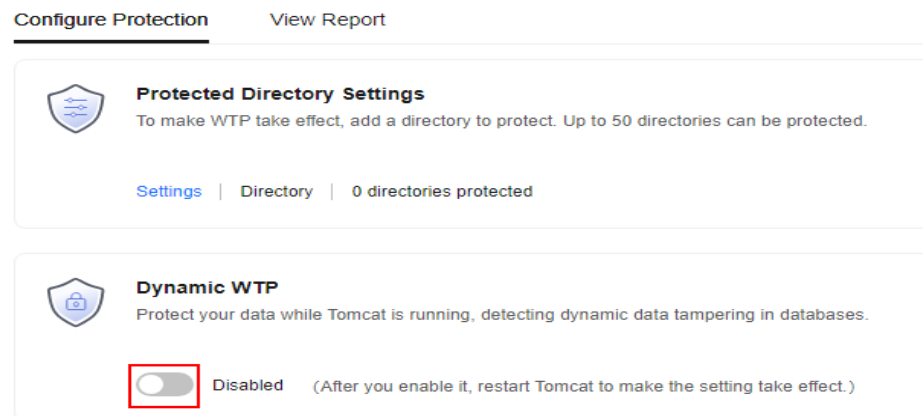 Configure Protection View Report
Protected Directory Settings
To make WTP take effect, add a directory to protect. Up to 50 directories can be protected.
Settings | Directory | 0 directories protected
Dynamic WTP
Protect your data while Tomcat is running, detecting dynamic data tampering in databases.
Disabled (After you enable it, restart Tomcat to make the setting take effect.)